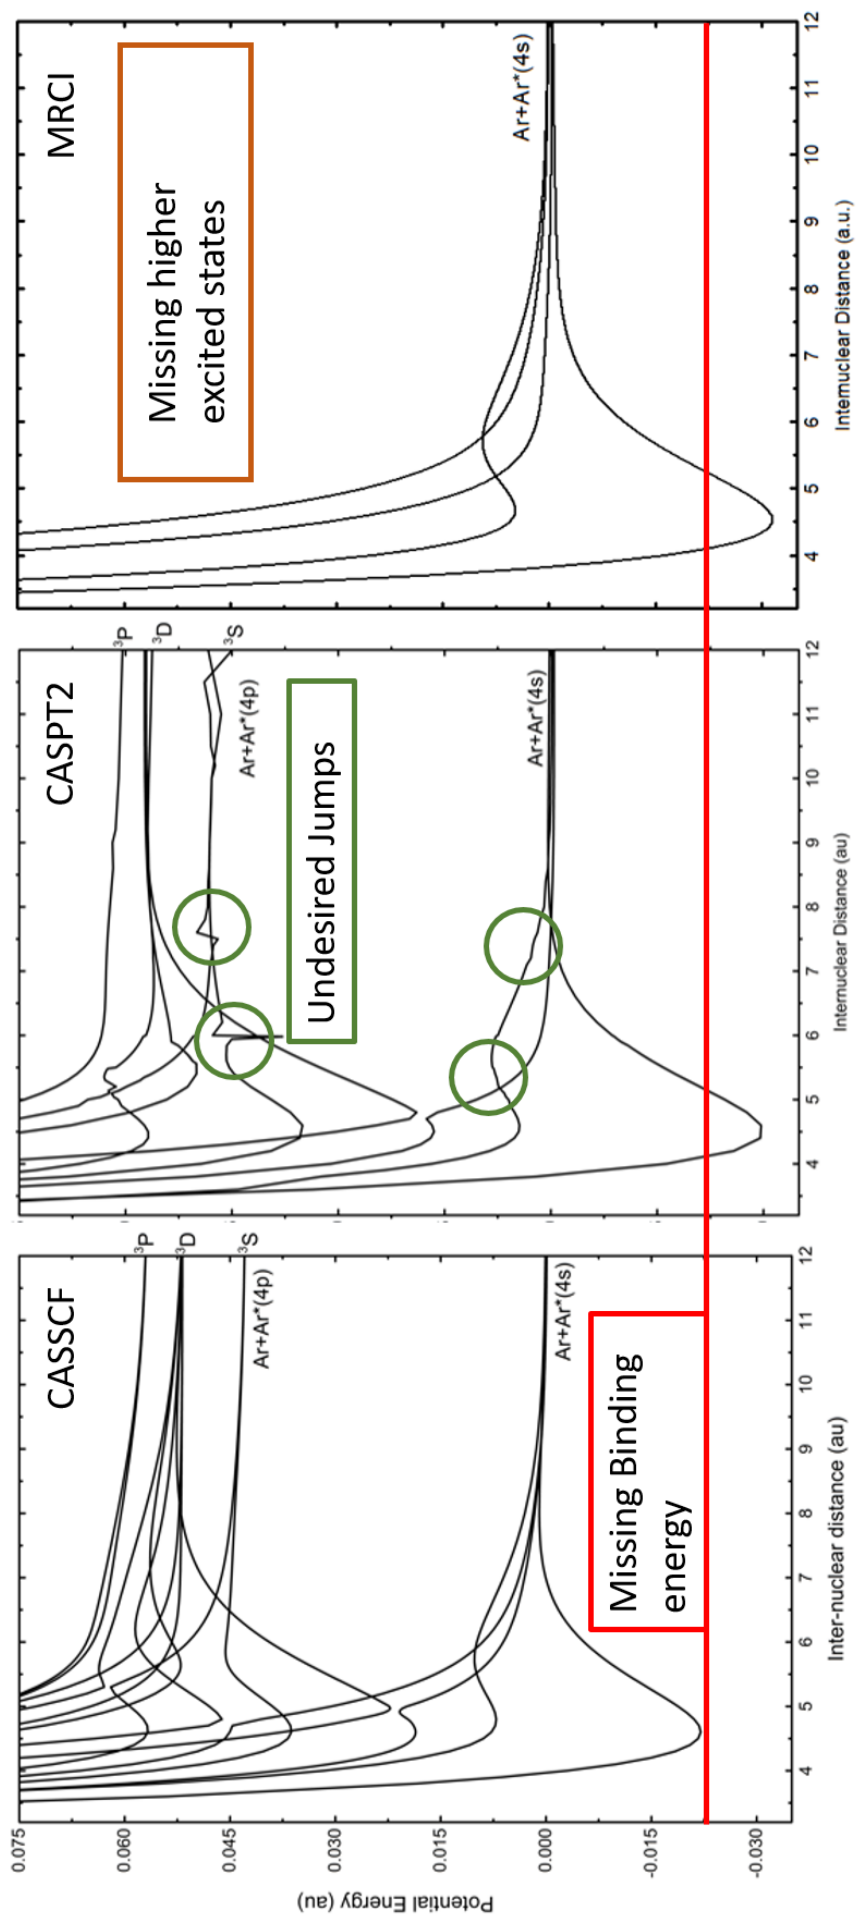 CASSCF
³P
³D
³S
Ar+Ar*(4p)
Ar+Ar*(4s)
Missing Binding
energy
0.075
0.060
0.045
0.030
0.015
0.000
-0.015
-0.030
Potential Energy (au)
4 5 6 7 8 9 10 11 12
Inter-nuclear distance (au)
CASPT2
³P
³D
³S
Ar+Ar*(4p)
Undesired Jumps
Ar+Ar*(4s)
4 5 6 7 8 9 10 11 12
Internuclear Distance (au)
MRCI
Missing higher
excited states
Ar+Ar*(4s)
4 5 6 7 8 9 10 11 12
Internuclear Distance (a.u.)